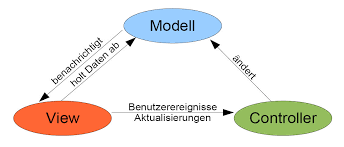 Modell
benachrichtigt
holt Daten ab
ändert
Benutzerereignisse
Aktualisierungen
View
Controller